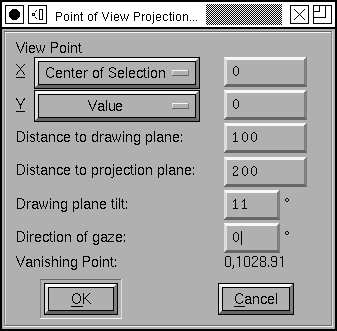 Point of View Projection...
View Point
X Center of Selection 0
Y Value 0
Distance to drawing plane: 100
Distance to projection plane: 200
Drawing plane tilt: 11 °
Direction of gaze: 0 °
Vanishing Point: 0,1028.91
OK Cancel